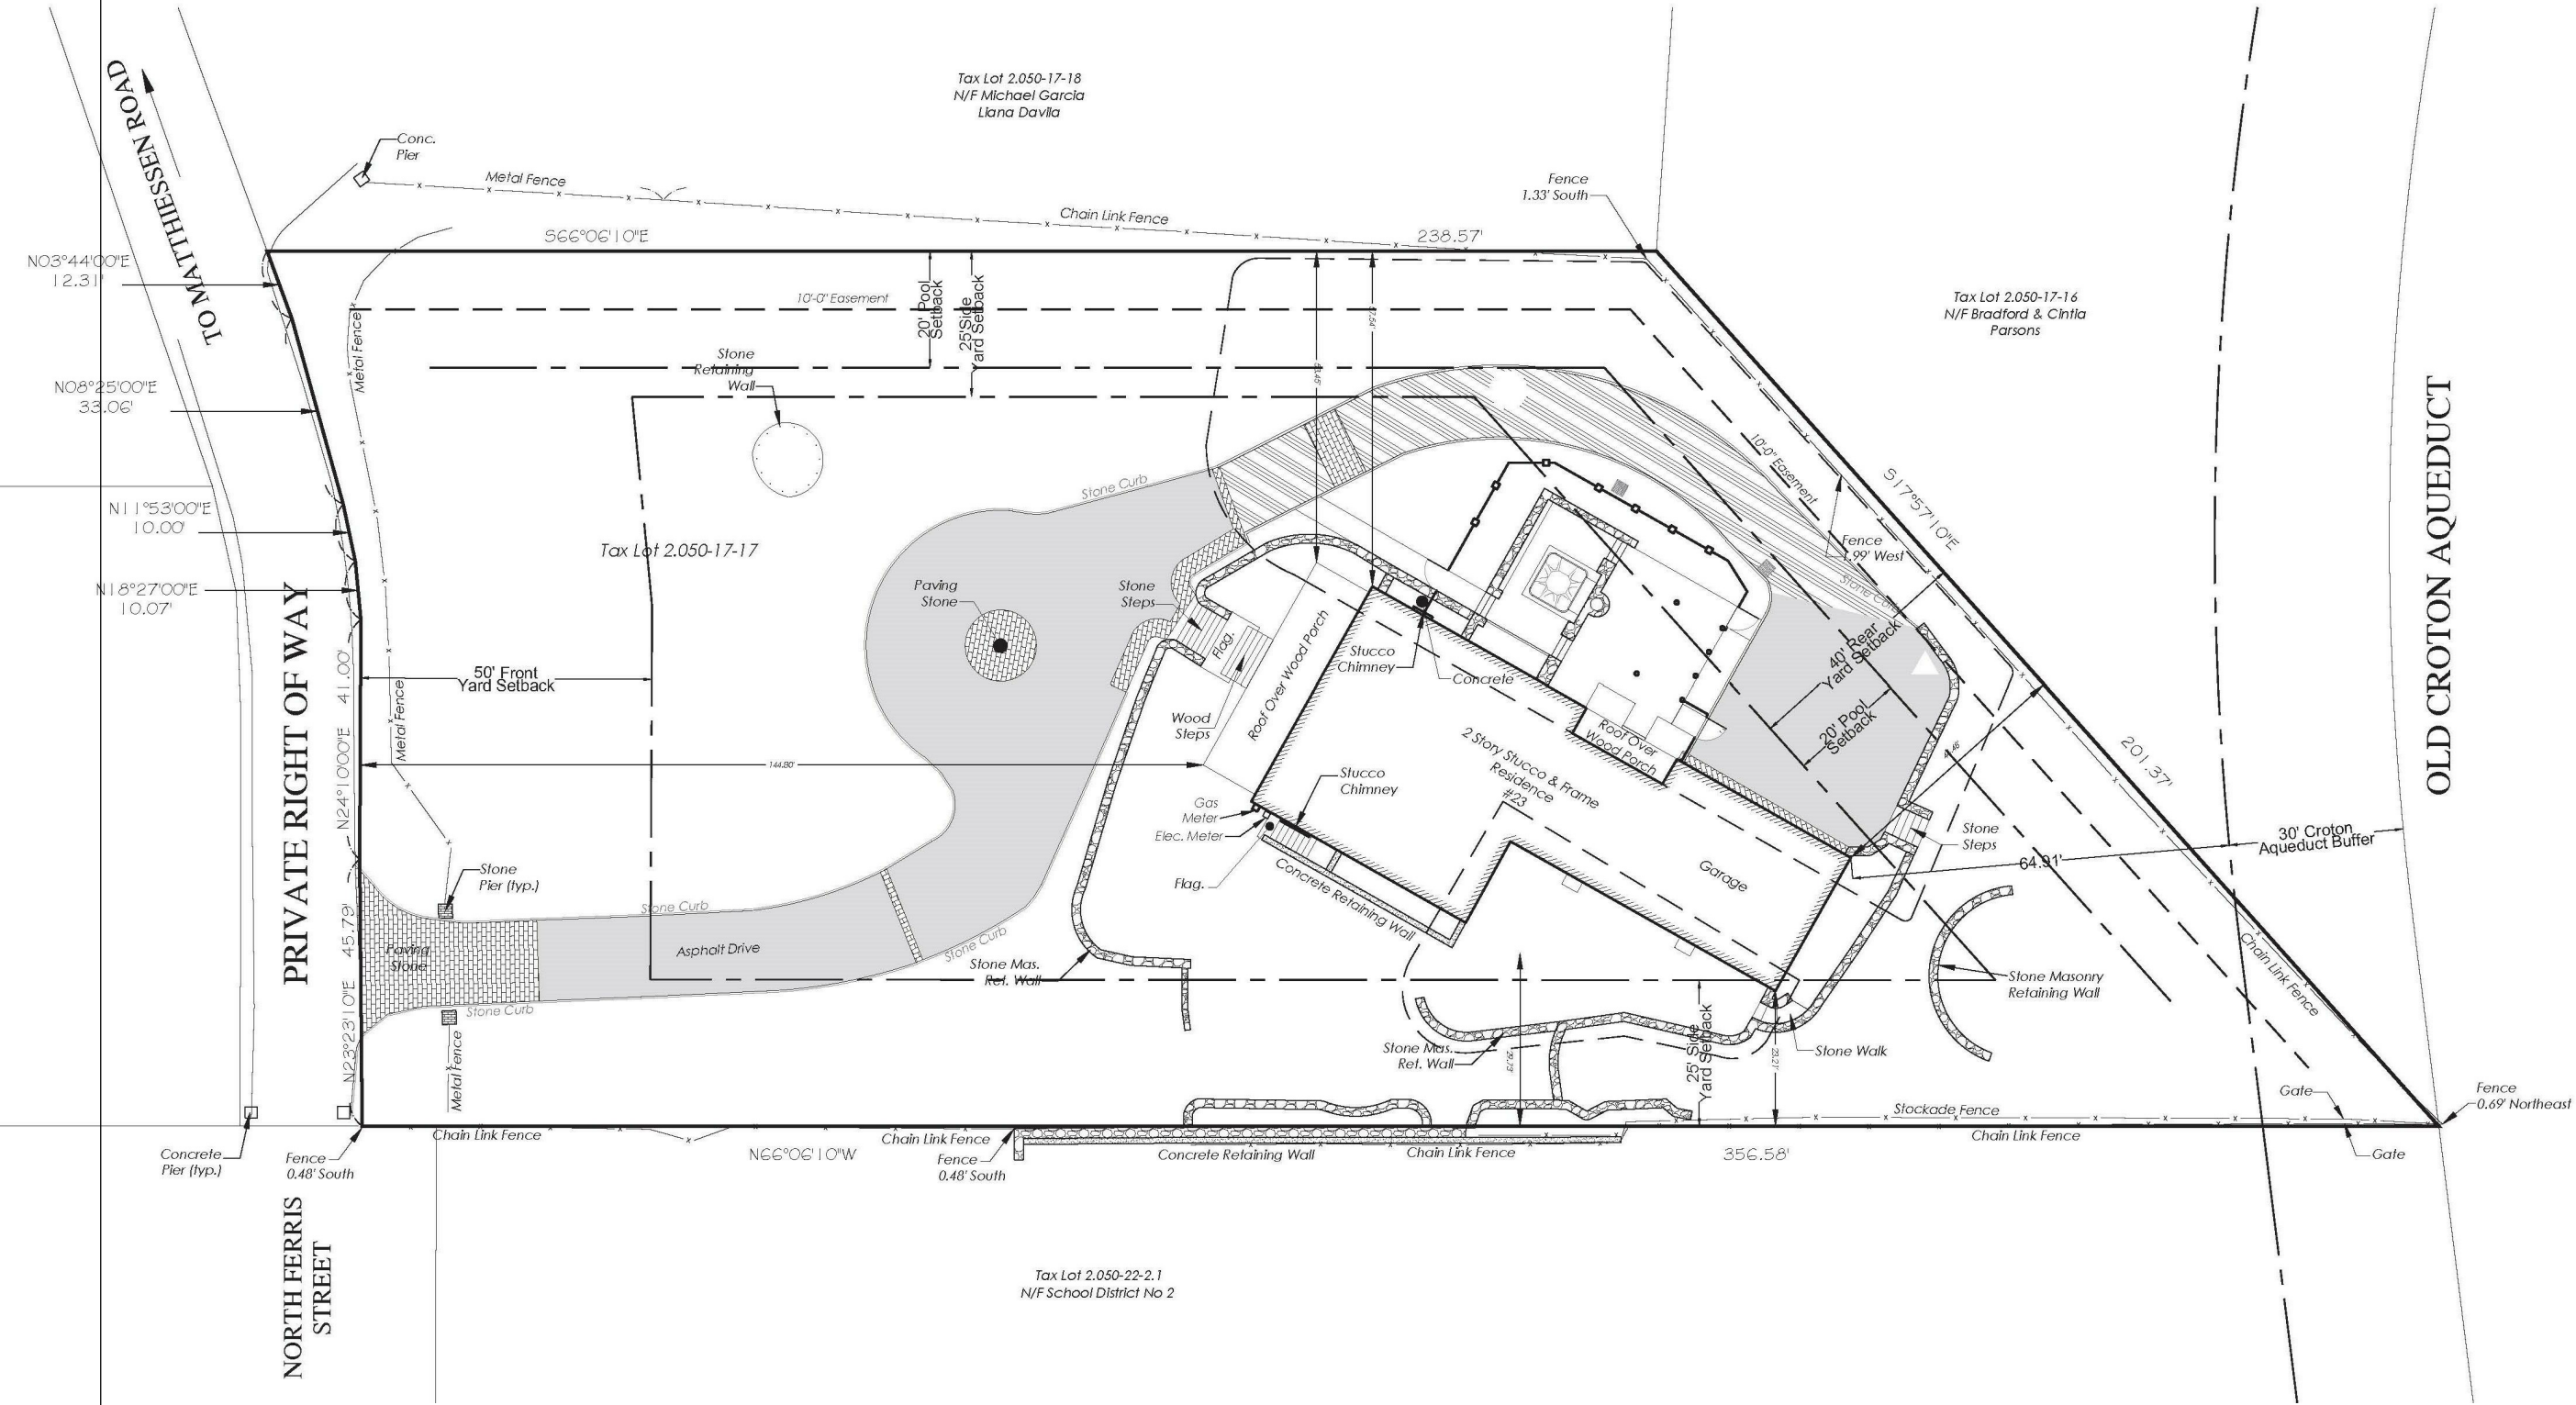 TO MATTHIESSEN ROAD
Tax Lot 2.050-17-18
N/F Michael Garcia
Liana Davila
Conc.
Pier
Metal Fence
Chain Link Fence
Fence
1.33' South
S66°06'10"E
238.57'
N03°44'00"E
12.31'
10'-0" Easement
20' Pool
Setback
25'Side
Yard Setback
Tax Lot 2.050-17-16
N/F Bradford & Cintia
Parsons
Metal Fence
Stone
Retaining
Wall
N08°25'00"E
33.06'
10'-0" Easement
S17°57'10"E
OLD CROTON AQUEDUCT
Stone Curb
N11°53'00"E
10.00'
Tax Lot 2.050-17-17
Fence
1.99' West
Stone Curb
N18°27'00"E
10.07'
Paving
Stone
Stone
Steps
Flag.
Roof Over Wood Porch
Stucco
Chimney
Concrete
40' Rear
Yard Setback
20' Pool
Setback
PRIVATE RIGHT OF WAY
41.00'
N24°10'00"E
50' Front
Yard Setback
Metal Fence
Wood
Steps
Roof Over
Wood Porch
2 Story Stucco & Frame
Residence
#23
201.37'
144.80'
Stucco
Chimney
Gas
Meter
Elec. Meter
Flag.
Concrete Retaining Wall
Garage
Stone
Steps
64.91'
30' Croton
Aqueduct Buffer
Stone
Pier (typ.)
Stone Curb
45.79'
N23°23'10"E
Paving
Stone
Asphalt Drive
Stone Curb
Stone Curb
Stone Mas.
Ret. Wall
Stone Masonry
Retaining Wall
Chain Link Fence
Metal Fence
Stone Mas.
Ret. Wall
29.73'
25' Side
Yard Setback
23.21'
Stone Walk
Stockade Fence
Gate
Fence
0.69' Northeast
Concrete
Pier (typ.)
Fence
0.48' South
Chain Link Fence
N66°06'10"W
Chain Link Fence
Fence
0.48' South
Concrete Retaining Wall
Chain Link Fence
356.58'
Chain Link Fence
Gate
NORTH FERRIS
STREET
Tax Lot 2.050-22-2.1
N/F School District No 2